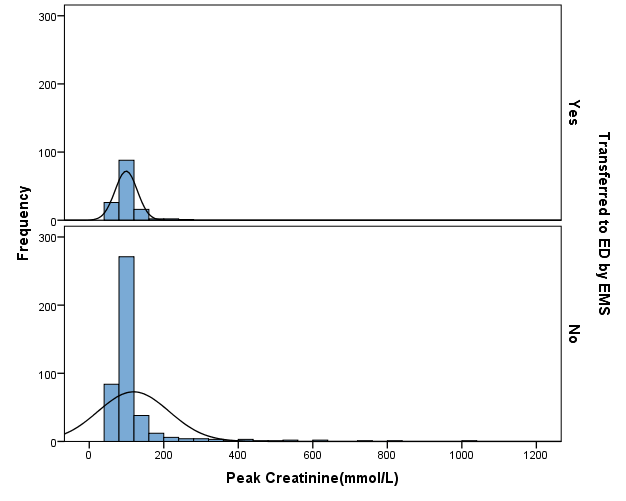 300
200
100
0
Yes
300
200
100
0
No
Frequency
Transferred to ED by EMS
0 200 400 600 800 1000 1200
Peak Creatinine(mmol/L)